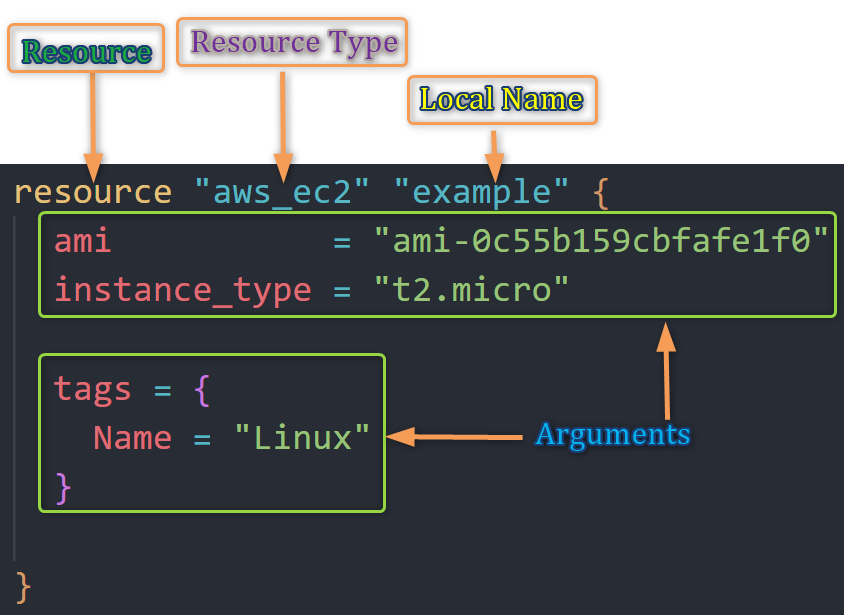 Resource
Resource Type
Local Name
resource "aws_ec2" "example" {
ami = "ami-0c55b159cbfafe1f0"
instance_type = "t2.micro"
tags = {
Name = "Linux"
}
Arguments
}